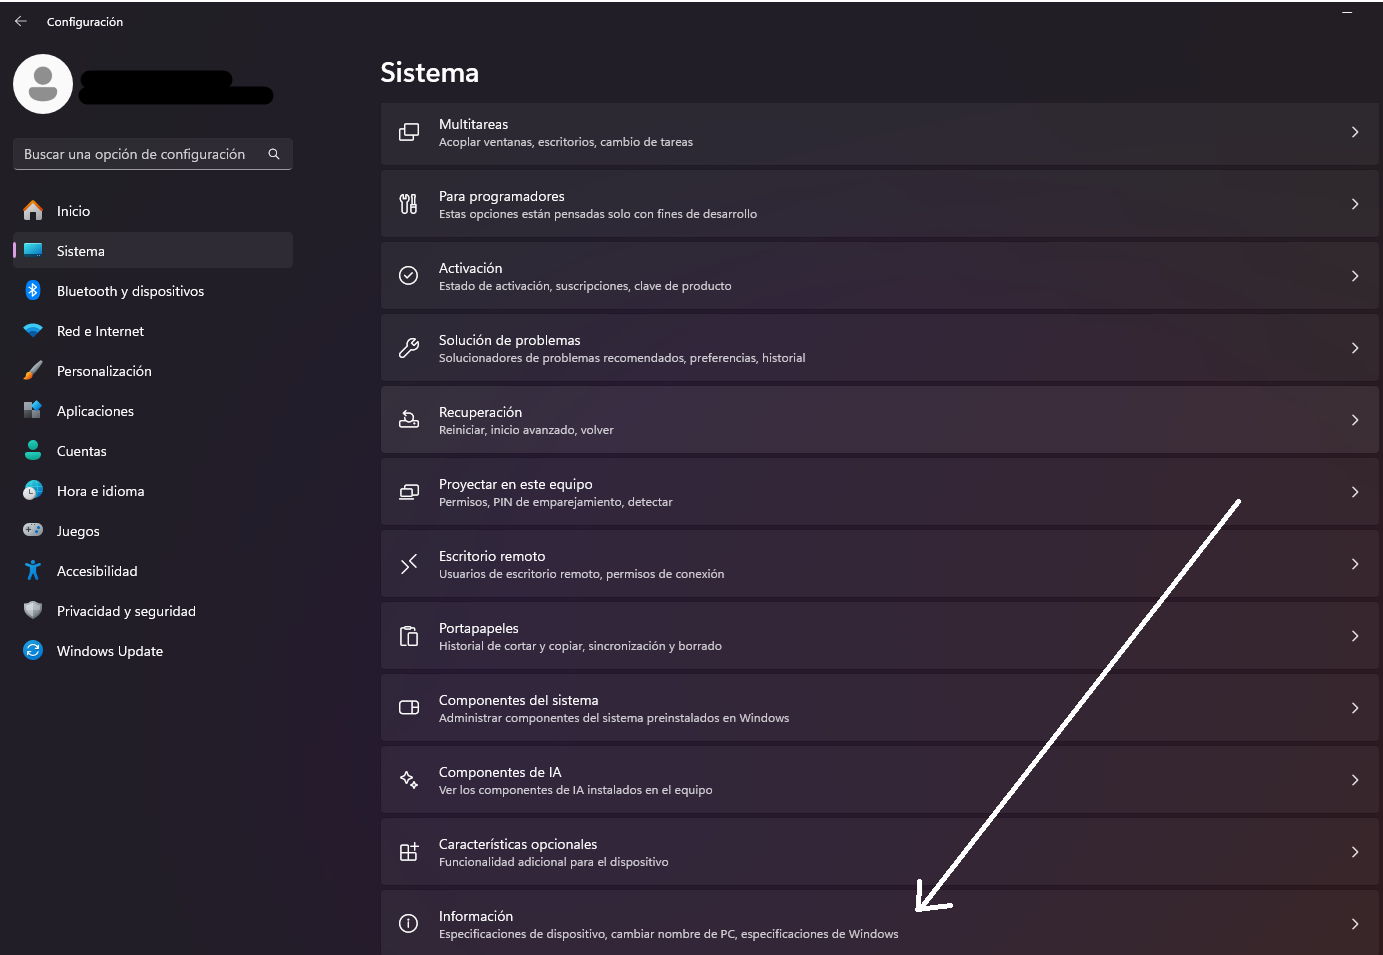 Configuración
Buscar una opción de configuración
Inicio
Sistema
Bluetooth y dispositivos
Red e Internet
Personalización
Aplicaciones
Cuentas
Hora e idioma
Juegos
Accesibilidad
Privacidad y seguridad
Windows Update
Sistema
Multitareas
Acoplar ventanas, escritorios, cambio de tareas
Para programadores
Estas opciones están pensadas solo con fines de desarrollo
Activación
Estado de activación, suscripciones, clave de producto
Solución de problemas
Solucionadores de problemas recomendados, preferencias, historial
Recuperación
Reiniciar, inicio avanzado, volver
Proyectar en este equipo
Permisos, PIN de emparejamiento, detectar
Escritorio remoto
Usuarios de escritorio remoto, permisos de conexión
Portapapeles
Historial de cortar y copiar, sincronización y borrado
Componentes del sistema
Administrar componentes del sistema preinstalados en Windows
Componentes de IA
Ver los componentes de IA instalados en el equipo
Características opcionales
Funcionalidad adicional para el dispositivo
Información
Especificaciones de dispositivo, cambiar nombre de PC, especificaciones de Windows